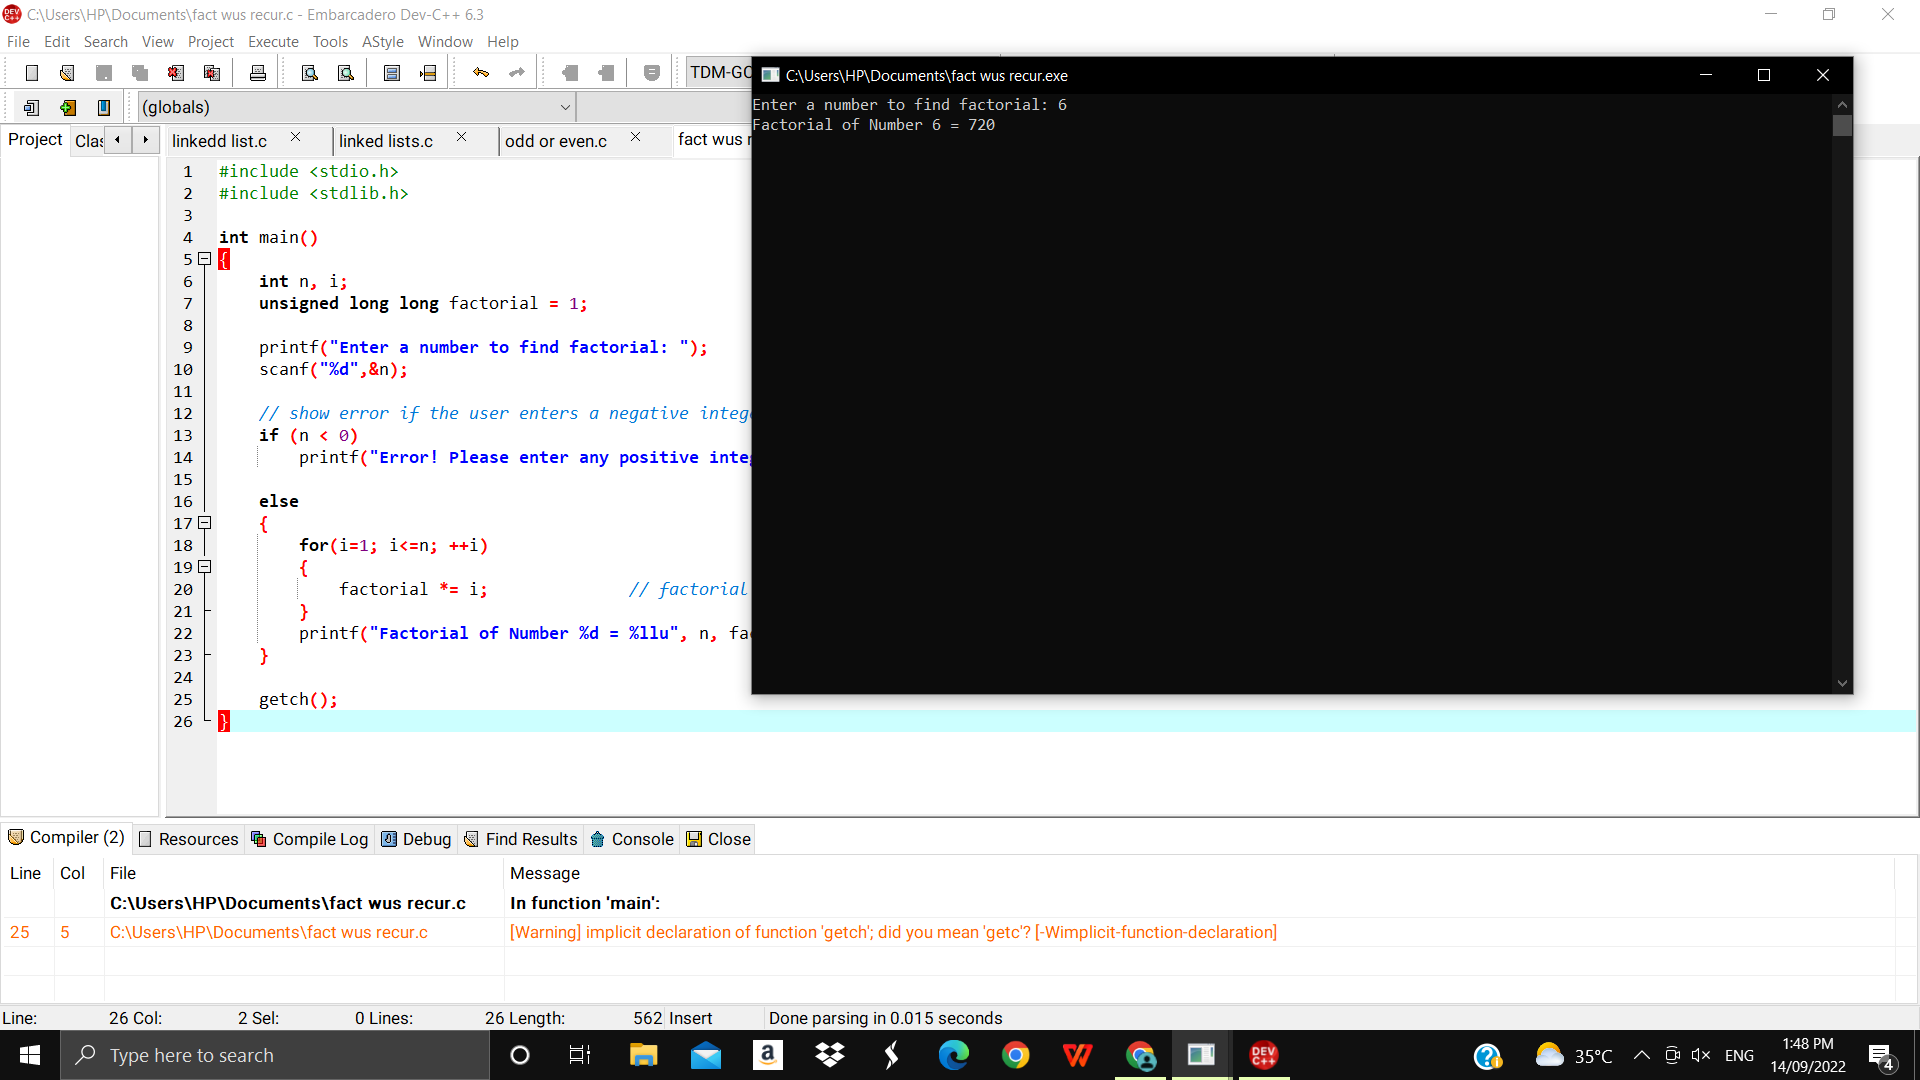 C:\Users\HP\Documents\fact wus recur.c - Embarcadero Dev-C++ 6.3
File Edit Search View Project Execute Tools AStyle Window Help
TDM-GC
(globals)
Project Clas linkedd list.c linked lists.c odd or even.c fact wus r
1 #include <stdio.h>
2 #include <stdlib.h>
3
4 int main()
5 {
6 int n, i;
7 unsigned long long factorial = 1;
8
9 printf("Enter a number to find factorial: ");
10 scanf("%d",&n);
11
12 // show error if the user enters a negative intege
13 if (n < 0)
14 printf("Error! Please enter any positive integ
15
16 else
17 {
18 for(i=1; i<=n; ++i)
19 {
20 factorial *= i; // factorial
21 }
22 printf("Factorial of Number %d = %llu", n, fac
23 }
24
25 getch();
26 }
C:\Users\HP\Documents\fact wus recur.exe
Enter a number to find factorial: 6
Factorial of Number 6 = 720
Compiler (2) Resources Compile Log Debug Find Results Console Close
Line Col File Message
C:\Users\HP\Documents\fact wus recur.c In function 'main':
25 5 C:\Users\HP\Documents\fact wus recur.c [Warning] implicit declaration of function 'getch'; did you mean 'getc'? [-Wimplicit-function-declaration]
Line: 26 Col: 2 Sel: 0 Lines: 26 Length: 562 Insert Done parsing in 0.015 seconds
Type here to search
a
DEV C++
35°C
ENG
1:48 PM
14/09/2022
4